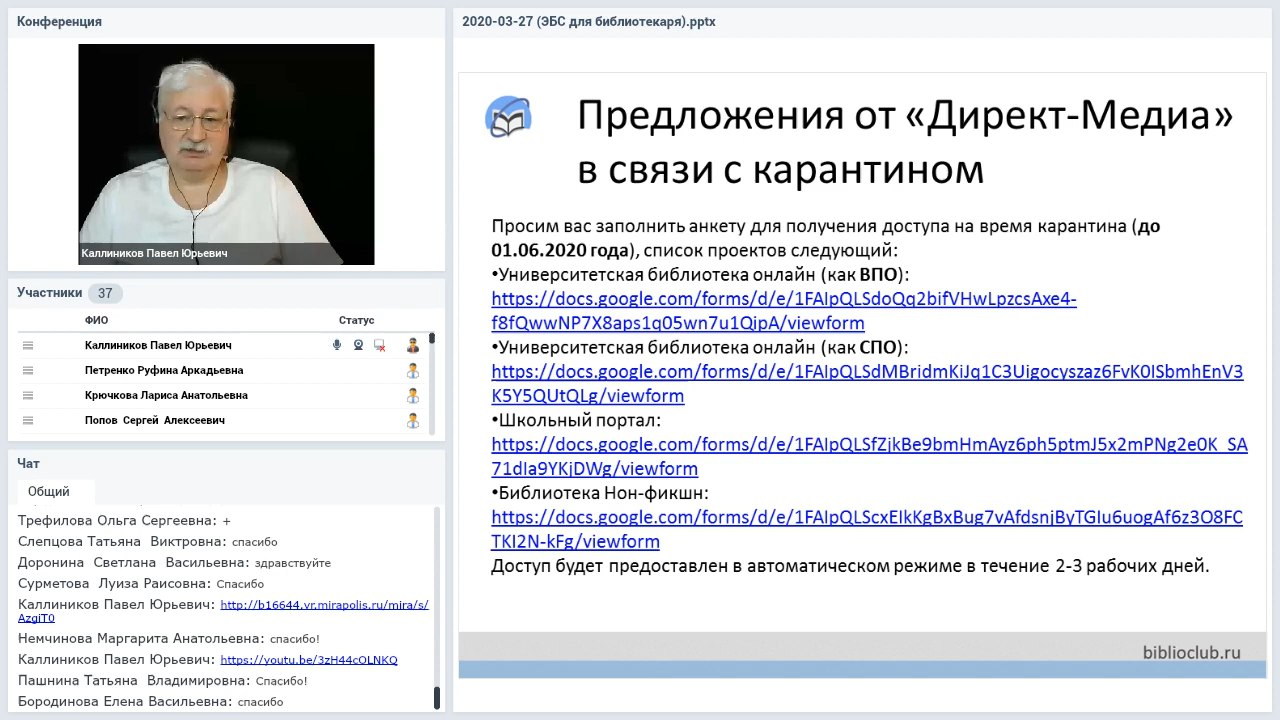 Конференция
Каллиников Павел Юрьевич
Участники 37
ФИО Статус
Каллиников Павел Юрьевич
Петренко Руфина Аркадьевна
Крючкова Лариса Анатольевна
Попов Сергей Алексеевич
Чат
Общий
Трефилова Ольга Сергеевна: +
Слепцова Татьяна Виктровна: спасибо
Доронина Светлана Васильевна: здравствуйте
Сурметова Луиза Раисовна: Спасибо
Каллиников Павел Юрьевич: http://b16644.vr.mirapolis.ru/mira/s/
AzgiT0
Немчинова Маргарита Анатольевна: спасибо!
Каллиников Павел Юрьевич: https://youtu.be/3zH44cOLNKQ
Пашнина Татьяна Владимировна: Спасибо!
Бородинова Елена Васильевна: спасибо
2020-03-27 (ЭБС для библиотекаря).pptx
Предложения от «Директ-Медиа»
в связи с карантином
Просим вас заполнить анкету для получения доступа на время карантина (до
01.06.2020 года), список проектов следующий:
•Университетская библиотека онлайн (как ВПО):
https://docs.google.com/forms/d/e/1FAIpQLSdoQq2bifVHwLpzcsAxe4-
f8fQwwNP7X8aps1q05wn7u1QipA/viewform
•Университетская библиотека онлайн (как СПО):
https://docs.google.com/forms/d/e/1FAIpQLSdMBridmKiJq1C3Uigocyszaz6FvK0ISbmhEnV3
K5Y5QUtQLg/viewform
•Школьный портал:
https://docs.google.com/forms/d/e/1FAIpQLSfZjkBe9bmHmAyz6ph5ptmJ5x2mPNg2e0K_SA
71dIa9YKjDWg/viewform
•Библиотека Нон-фикшн:
https://docs.google.com/forms/d/e/1FAIpQLScxEIkKgBxBug7vAfdsnjByTGlu6uogAf6z3O8FC
TKI2N-kFg/viewform
Доступ будет предоставлен в автоматическом режиме в течение 2-3 рабочих дней.
biblioclub.ru